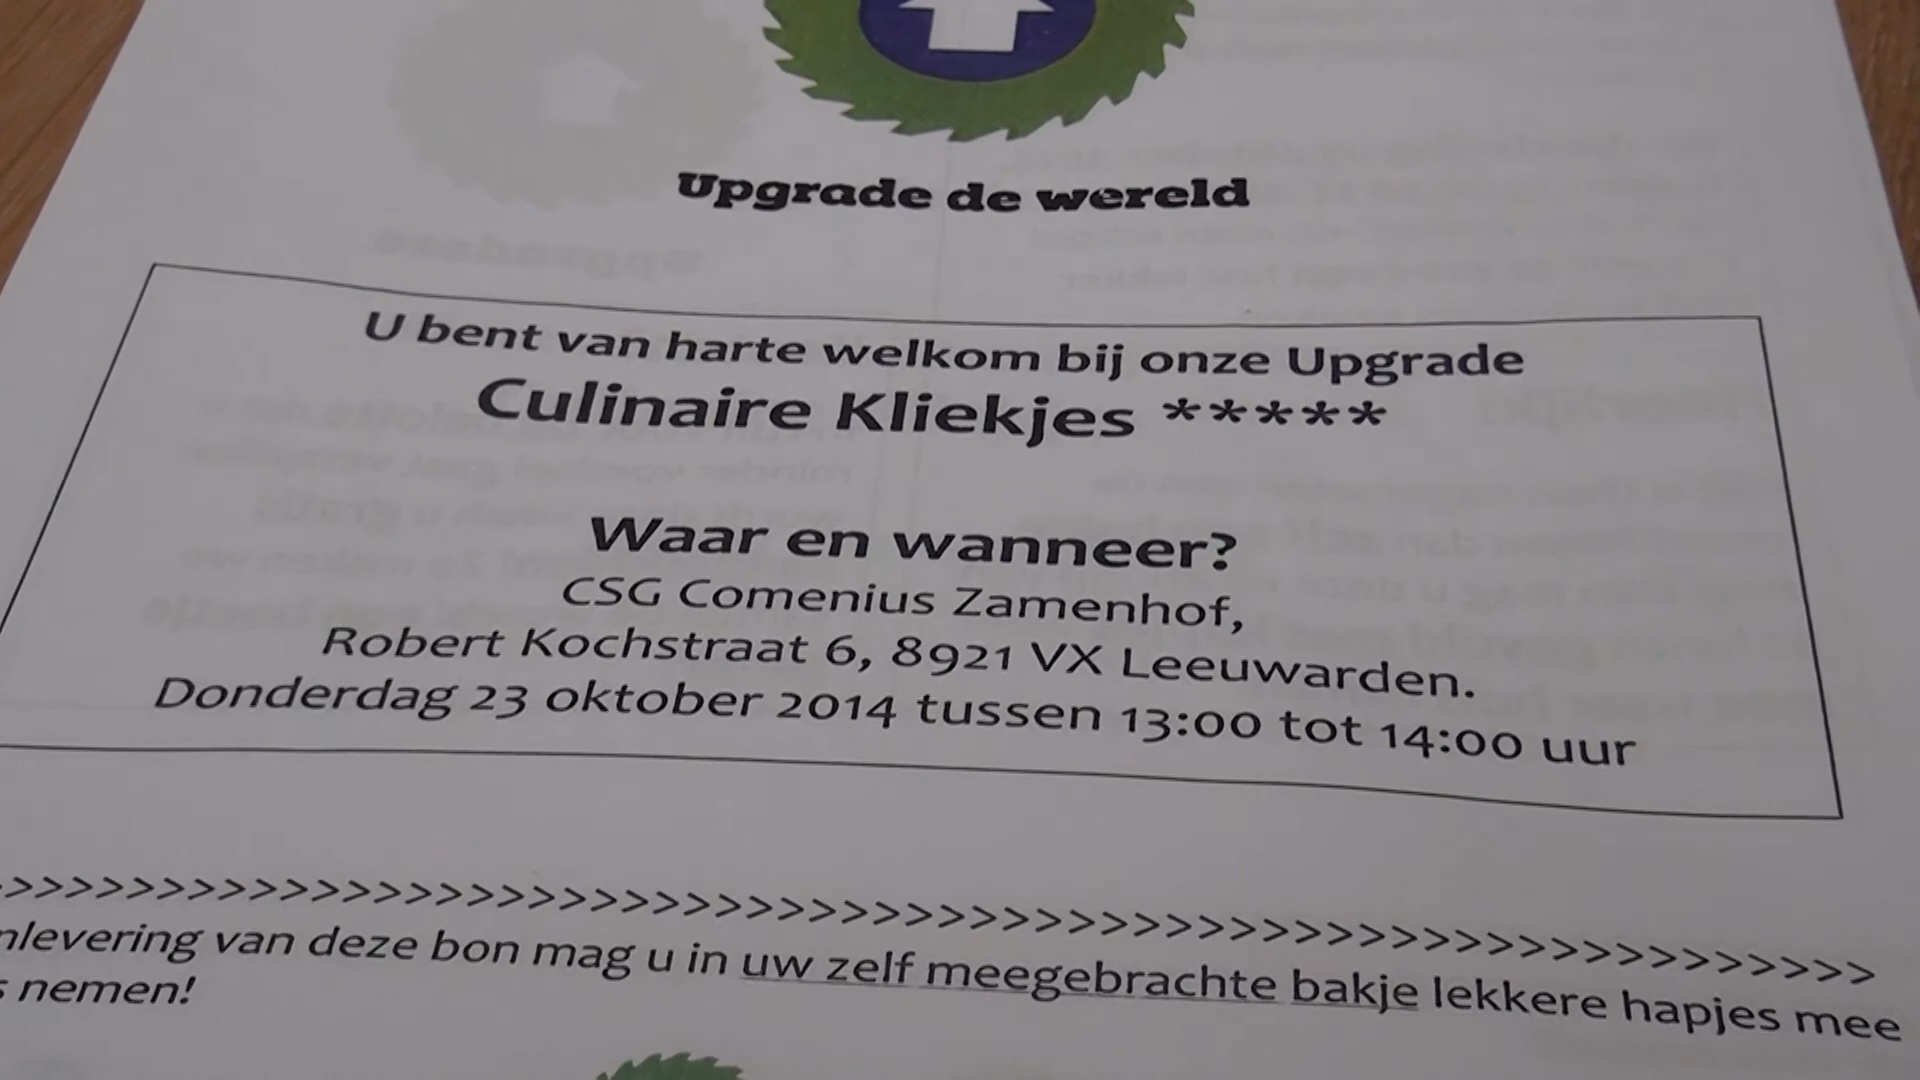 Upgrade de wereld
U bent van harte welkom bij onze Upgrade
Culinaire Kliekjes *****
Waar en wanneer?
CSG Comenius Zamenhof,
Robert Kochstraat 6, 8921 VX Leeuwarden.
Donderdag 23 oktober 2014 tussen 13:00 tot 14:00 uur
>>>>>>>>>>>>>>>>>>>>>>>>>>>>>>>>>>>>>>>>>>>>>>>>>>>>>>>>>>>>
nlevering van deze bon mag u in uw zelf meegebrachte bakje lekkere hapjes mee
s nemen!